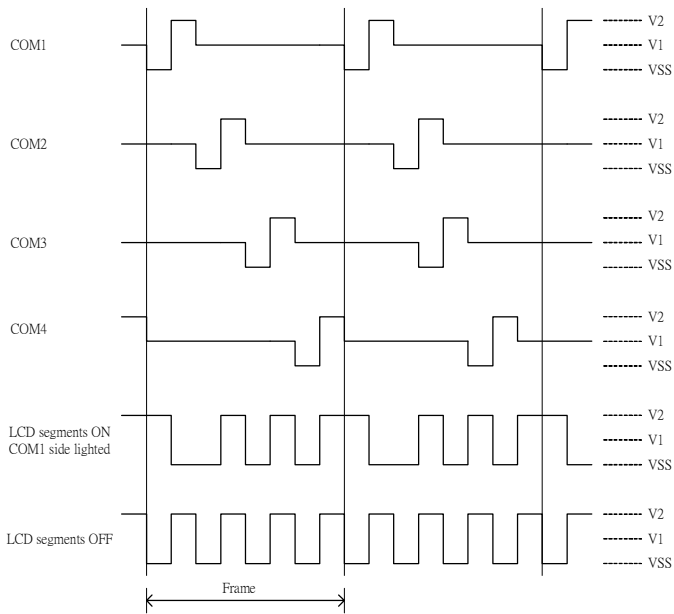 COM1
V2
V1
VSS
COM2
V2
V1
VSS
COM3
V2
V1
VSS
COM4
V2
V1
VSS
LCD segments ON
COM1 side lighted
V2
V1
VSS
LCD segments OFF
V2
V1
VSS
Frame